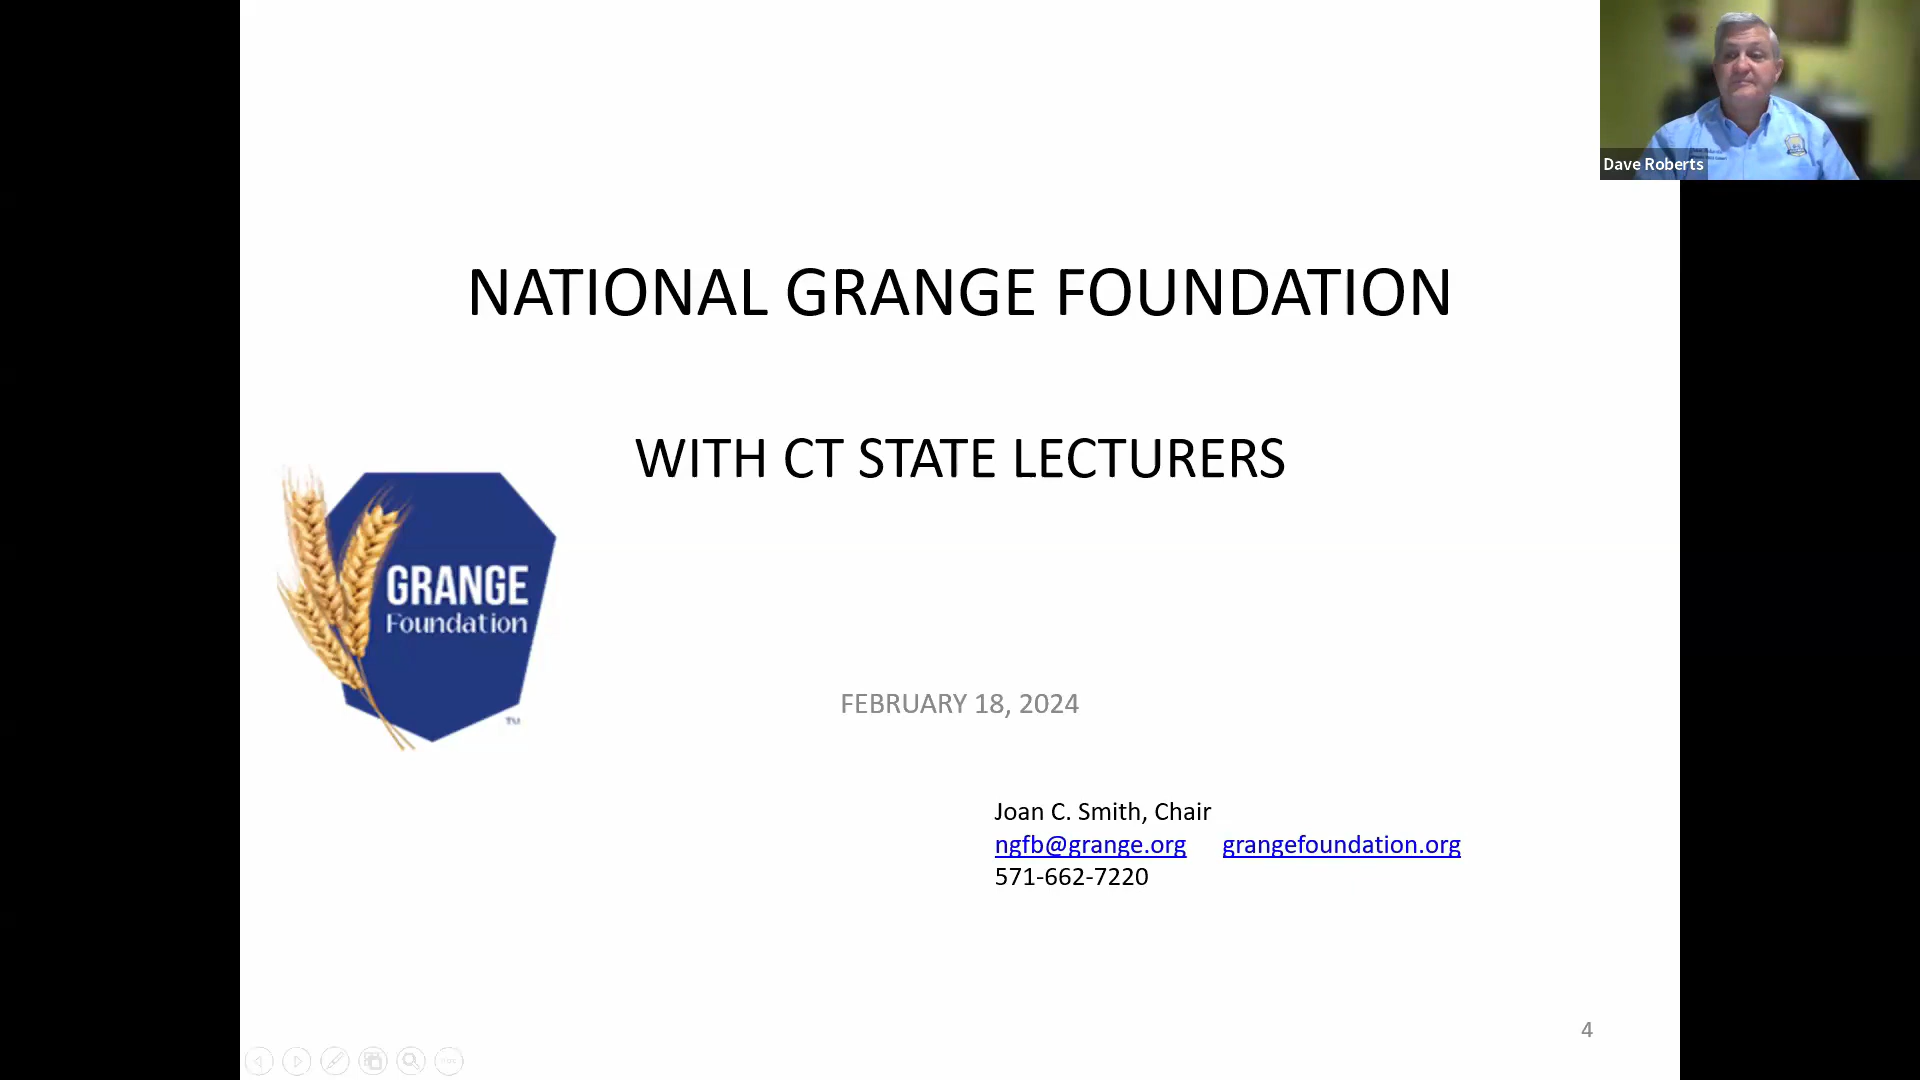 Dave Roberts
NATIONAL GRANGE FOUNDATION
WITH CT STATE LECTURERS
GRANGE
Foundation
TM
FEBRUARY 18, 2024
Joan C. Smith, Chair
ngfb@grange.org grangefoundation.org
571-662-7220
4